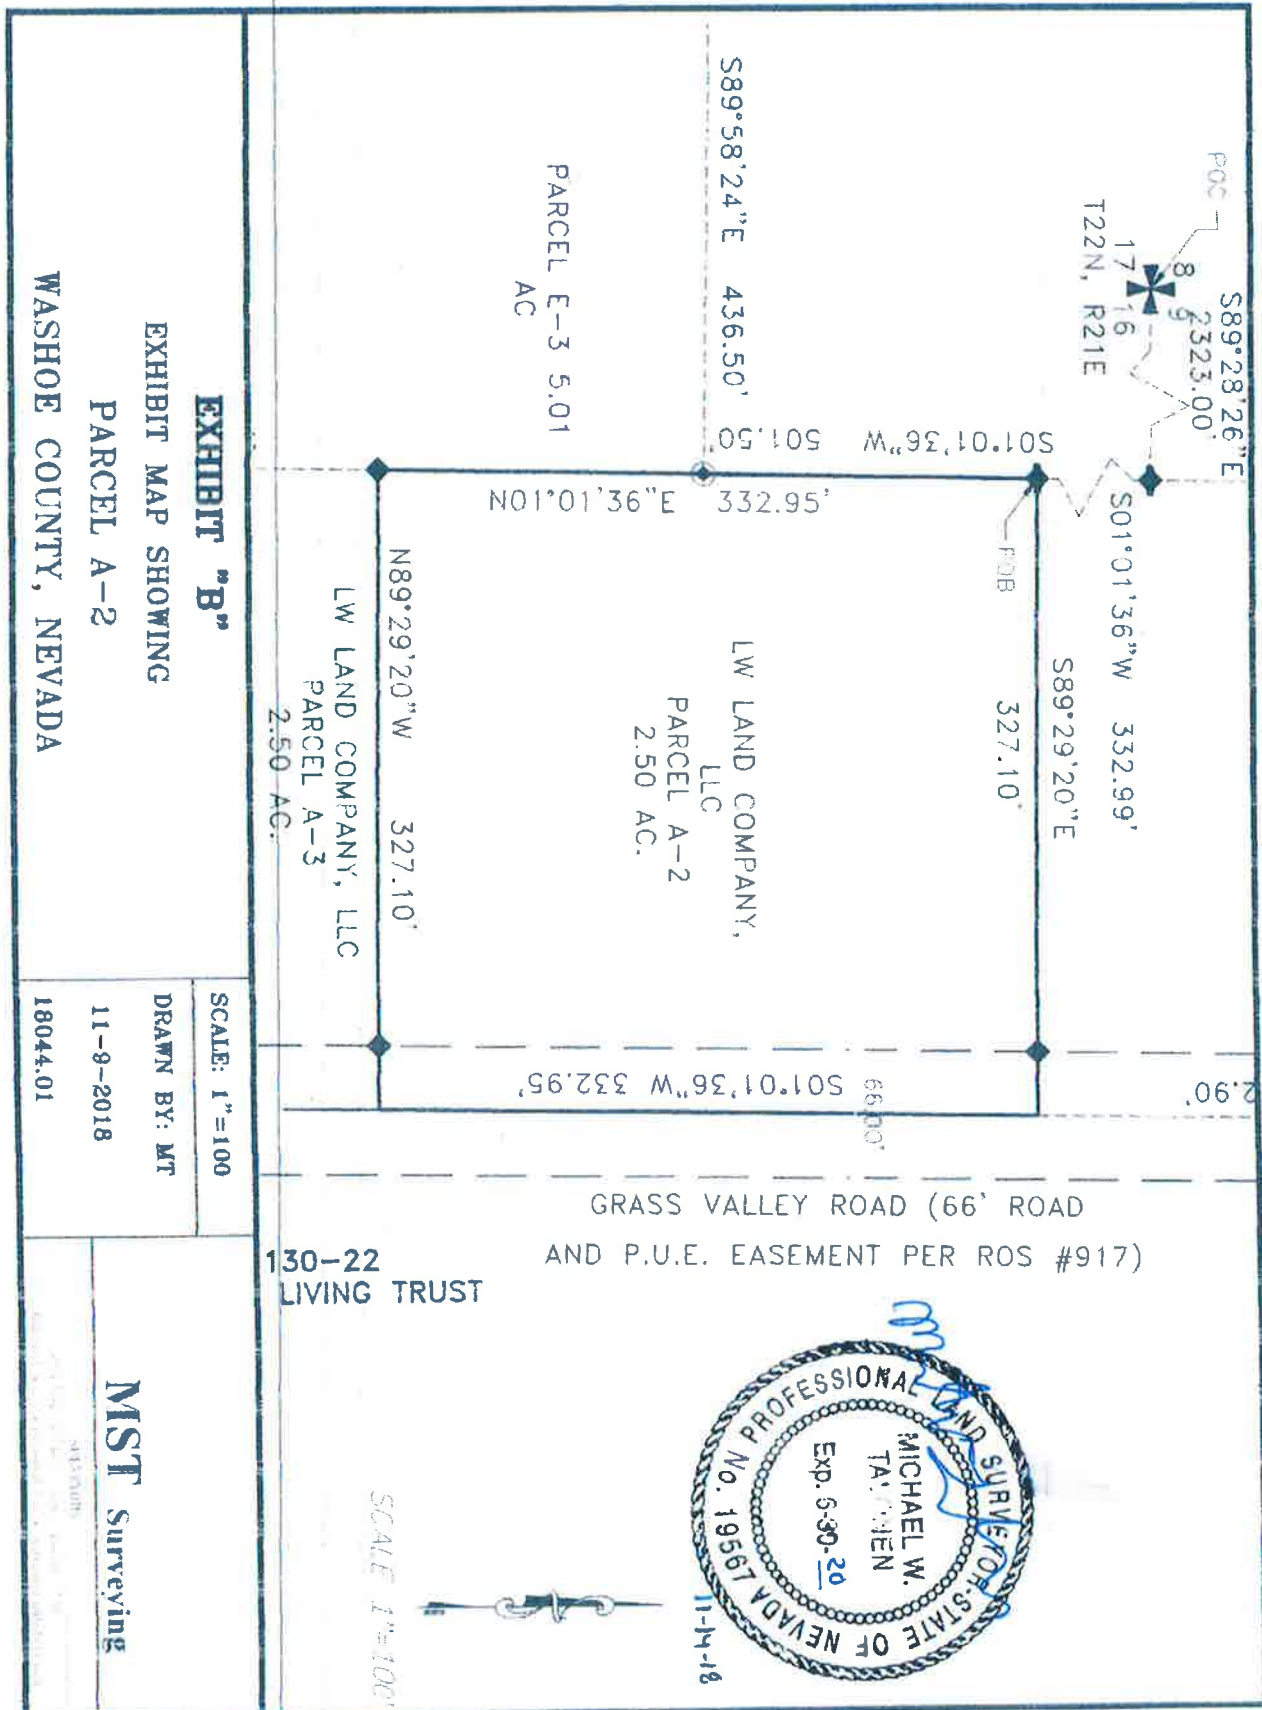 POC
S89°28'26"E
2323.00'
8 9
17 16
T22N, R21E
S01°01'36"W 332.99'
S89°29'20"E
327.10'
POB
S89°58'24"E 436.50'
S01°01'36"W 501.50'
N01°01'36"E 332.95'
PARCEL E-3 5.01
AC
LW LAND COMPANY,
LLC
PARCEL A-2
2.50 AC.
N89°29'20"W 327.10'
LW LAND COMPANY, LLC
PARCEL A-3
2.50 AC.
2.90'
66.00'
S01°01'36"W 332.95'
GRASS VALLEY ROAD (66' ROAD
AND P.U.E. EASEMENT PER ROS #917)
130-22
LIVING TRUST
PROFESSIONAL LAND SURVEYOR-STATE OF NEVADA
MICHAEL W.
Exp. 6-30-20
No. 19567
11-14-18
SCALE 1"=100'
EXHIBIT "B"
EXHIBIT MAP SHOWING
PARCEL A-2
WASHOE COUNTY, NEVADA
SCALE: 1"=100
DRAWN BY: MT
11-9-2018
18044.01
MST Surveying